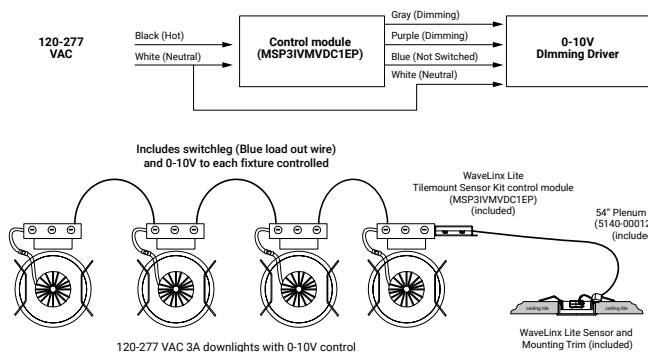 120-277
VAC
Black (Hot)
White (Neutral)
Control module
(MSP3IVMVDC1EP)
Gray (Dimming)
Purple (Dimming)
Blue (Not Switched)
White (Neutral)
0-10V
DImming Driver
Includes switchleg (Blue load out wire)
and 0-10V to each fixture controlled
WaveLinx Lite
Tilemount Sensor Kit control module
(MSP3IVMVDC1EP)
(included)
54" Plenum
(5140-00012
(include
ceiling tile
ceiling tile
WaveLinx Lite Sensor and
Mounting Trim (included)
120-277 VAC 3A downlights with 0-10V control